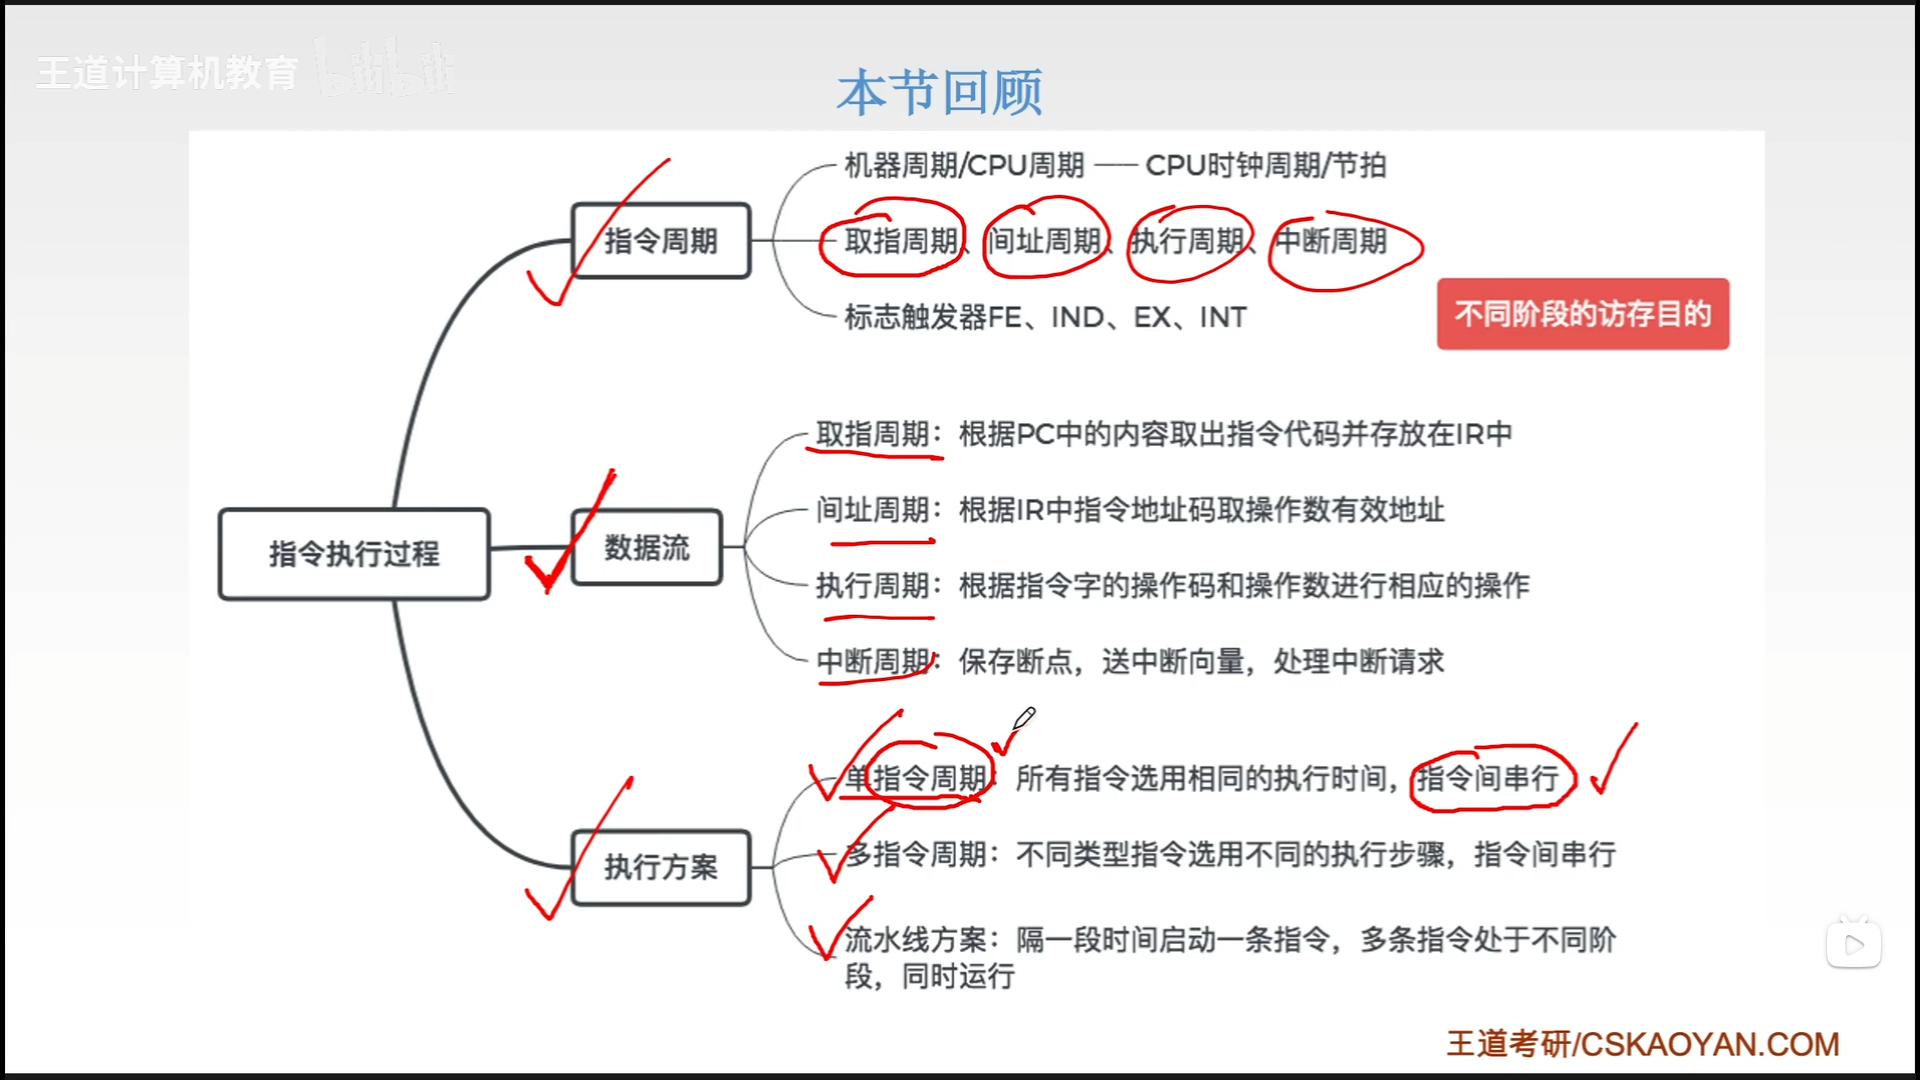 王道计算机教育 bilibili
本节回顾
机器周期/CPU周期 —— CPU时钟周期/节拍
指令周期
取指周期、间址周期、执行周期、中断周期
标志触发器FE、IND、EX、INT
不同阶段的访存目的
取指周期：根据PC中的内容取出指令代码并存放在IR中
间址周期：根据IR中指令地址码取操作数有效地址
指令执行过程
数据流
执行周期：根据指令字的操作码和操作数进行相应的操作
中断周期：保存断点，送中断向量，处理中断请求
单指令周期：所有指令选用相同的执行时间，指令间串行
执行方案
多指令周期：不同类型指令选用不同的执行步骤，指令间串行
流水线方案：隔一段时间启动一条指令，多条指令处于不同阶
段，同时运行
王道考研/CSKAOYAN.COM